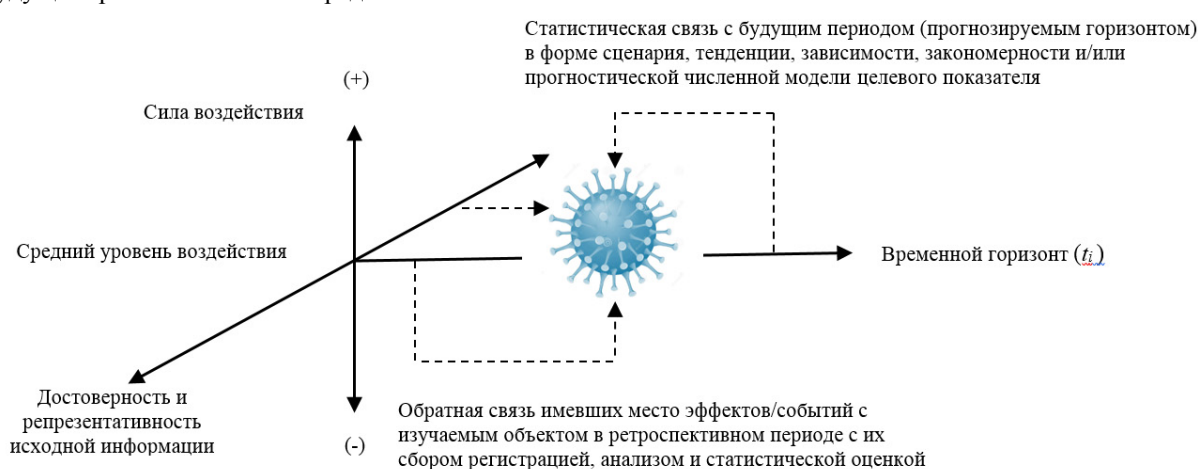 Статистическая связь с будущим периодом (прогнозируемым горизонтом)
в форме сценария, тенденции, зависимости, закономерности и/или
прогностической численной модели целевого показателя
(+)
Сила воздействия
Средний уровень воздействия
Временной горизонт (ti )
Достоверность и
репрезентативность
исходной информации
(-)
Обратная связь имевших место эффектов/событий с
изучаемым объектом в ретроспективном периоде с их
сбором регистрацией, анализом и статистической оценкой